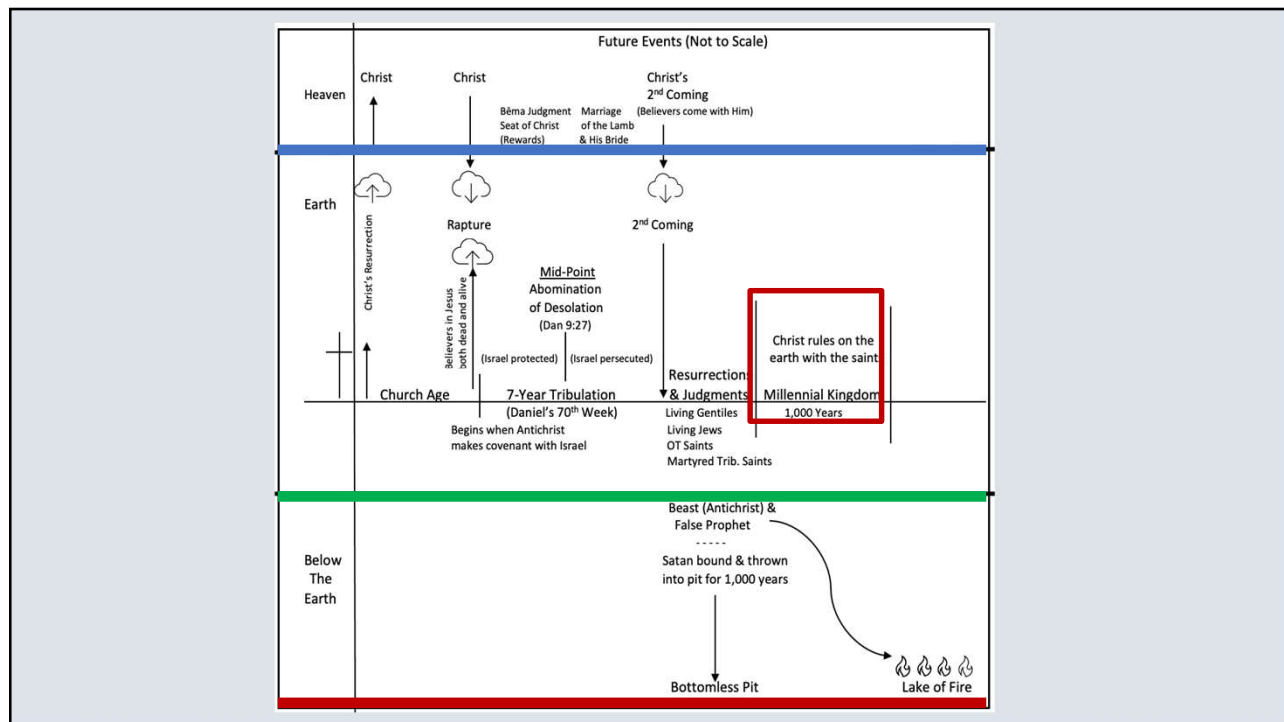 Future Events (Not to Scale)
Heaven
Christ
Christ
Christ's
2nd Coming
(Believers come with Him)
Bēma Judgment
Seat of Christ
(Rewards)
Marriage
of the Lamb
& His Bride
Earth
Christ's Resurrection
Rapture
Believers in Jesus
both dead and alive
2nd Coming
Mid-Point
Abomination
of Desolation
(Dan 9:27)
(Israel protected)
(Israel persecuted)
Church Age
7-Year Tribulation
(Daniel's 70th Week)
Begins when Antichrist
makes covenant with Israel
Resurrections
& Judgments
Living Gentiles
Living Jews
OT Saints
Martyred Trib. Saints
Christ rules on the
earth with the saint
Millennial Kingdom
1,000 Years
Below
The
Earth
Beast (Antichrist) &
False Prophet
- - - - -
Satan bound & thrown
into pit for 1,000 years
Bottomless Pit
Lake of Fire